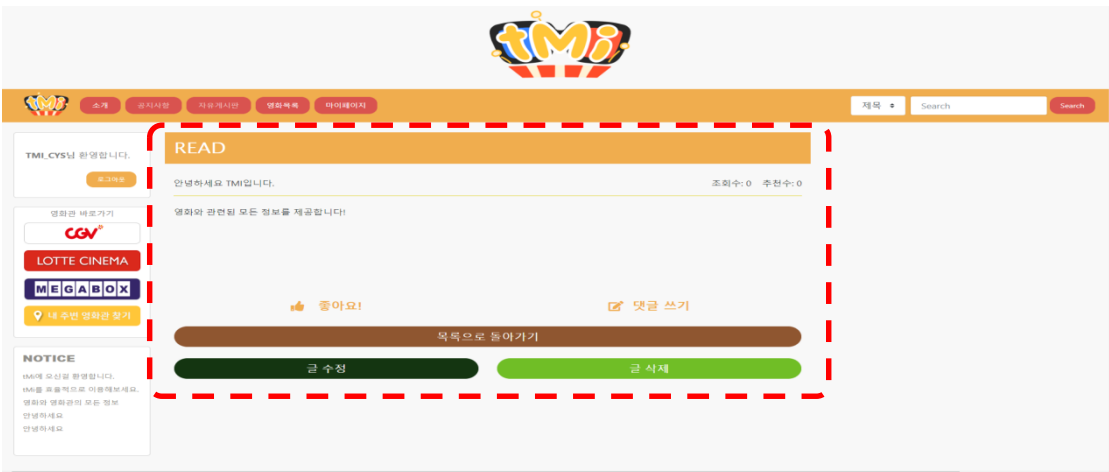 tMi
tMi 소개 공지사항 자유게시판 영화목록 마이페이지 제목 Search Search
TMI_CYS님 환영합니다.
로그아웃
영화관 바로가기
CGV
LOTTE CINEMA
MEGABOX
내 주변 영화관 찾기
NOTICE
tMi에 오신걸 환영합니다.
tMi를 효율적으로 이용해보세요.
영화와 영화관의 모든 정보
안녕하세요
안녕하세요
READ
안녕하세요 TMI입니다. 조회수: 0 추천수: 0
영화와 관련된 모든 정보를 제공합니다!
좋아요! 댓글 쓰기
목록으로 돌아가기
글 수정 글 삭제